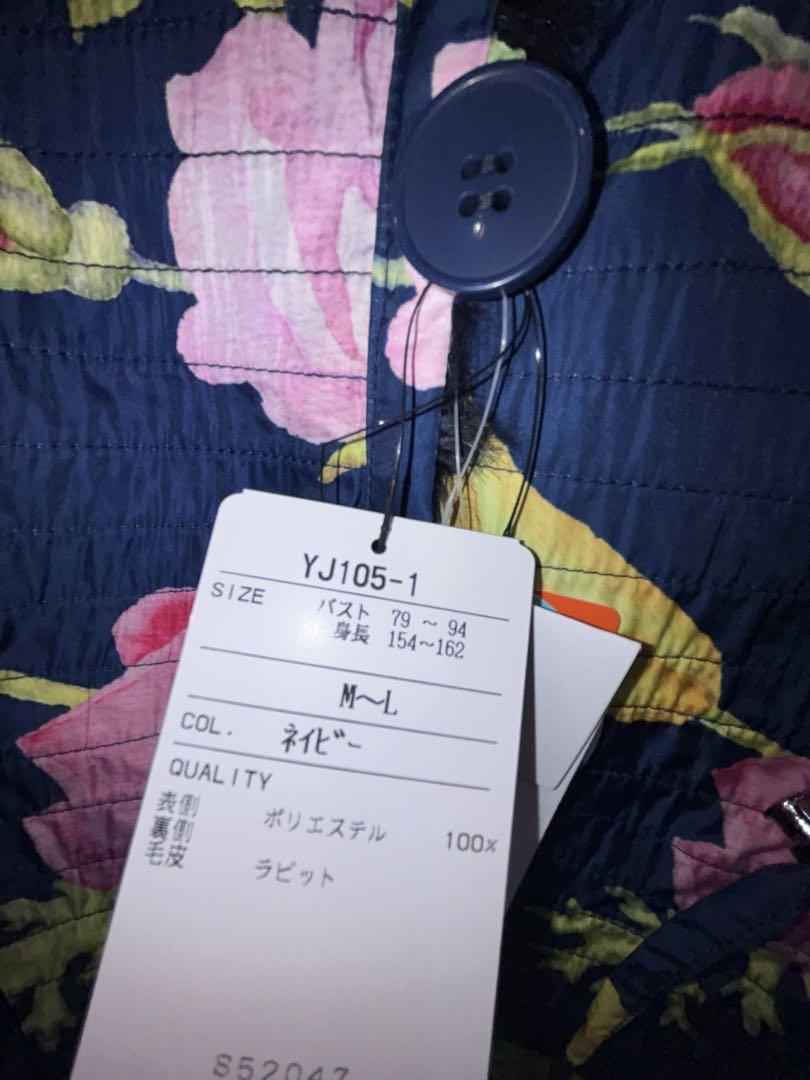 YJ105-1
SIZE バスト 79 ～ 94
身長 154～162
M～L
COL. ネイビー
QUALITY
表側 ポリエステル 100%
裏側
毛皮 ラビット
S52047